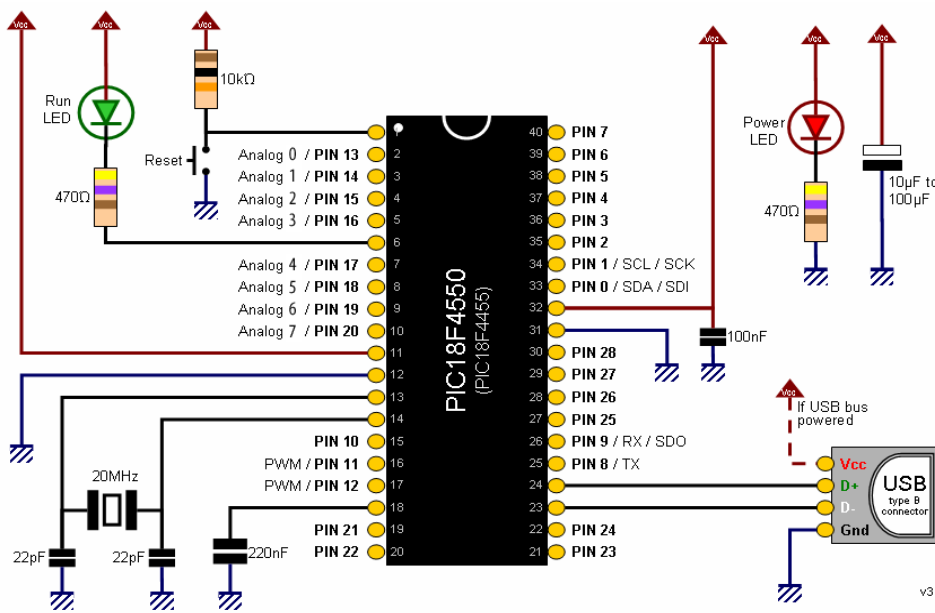 Vcc
Vcc
Vcc
Vcc
Vcc
Vcc
Run
LED
10kΩ
Reset
470Ω
Power
LED
470Ω
10µF to
100µF
1
Analog 0 / PIN 13
2
Analog 1 / PIN 14
3
Analog 2 / PIN 15
4
Analog 3 / PIN 16
5
6
Analog 4 / PIN 17
7
Analog 5 / PIN 18
8
Analog 6 / PIN 19
9
Analog 7 / PIN 20
10
11
12
13
14
PIN 10
15
PWM / PIN 11
16
PWM / PIN 12
17
18
PIN 21
19
PIN 22
20
PIC18F4550
(PIC18F4455)
40
PIN 7
39
PIN 6
38
PIN 5
37
PIN 4
36
PIN 3
35
PIN 2
34
PIN 1 / SCL / SCK
33
PIN 0 / SDA / SDI
32
31
30
PIN 28
29
PIN 27
28
PIN 26
27
PIN 25
26
PIN 9 / RX / SDO
25
PIN 8 / TX
24
23
22
PIN 24
21
PIN 23
100nF
20MHz
22pF
22pF
220nF
Vcc
If USB bus
powered
Vcc
D+
D-
Gnd
USB
type B
connector
v3